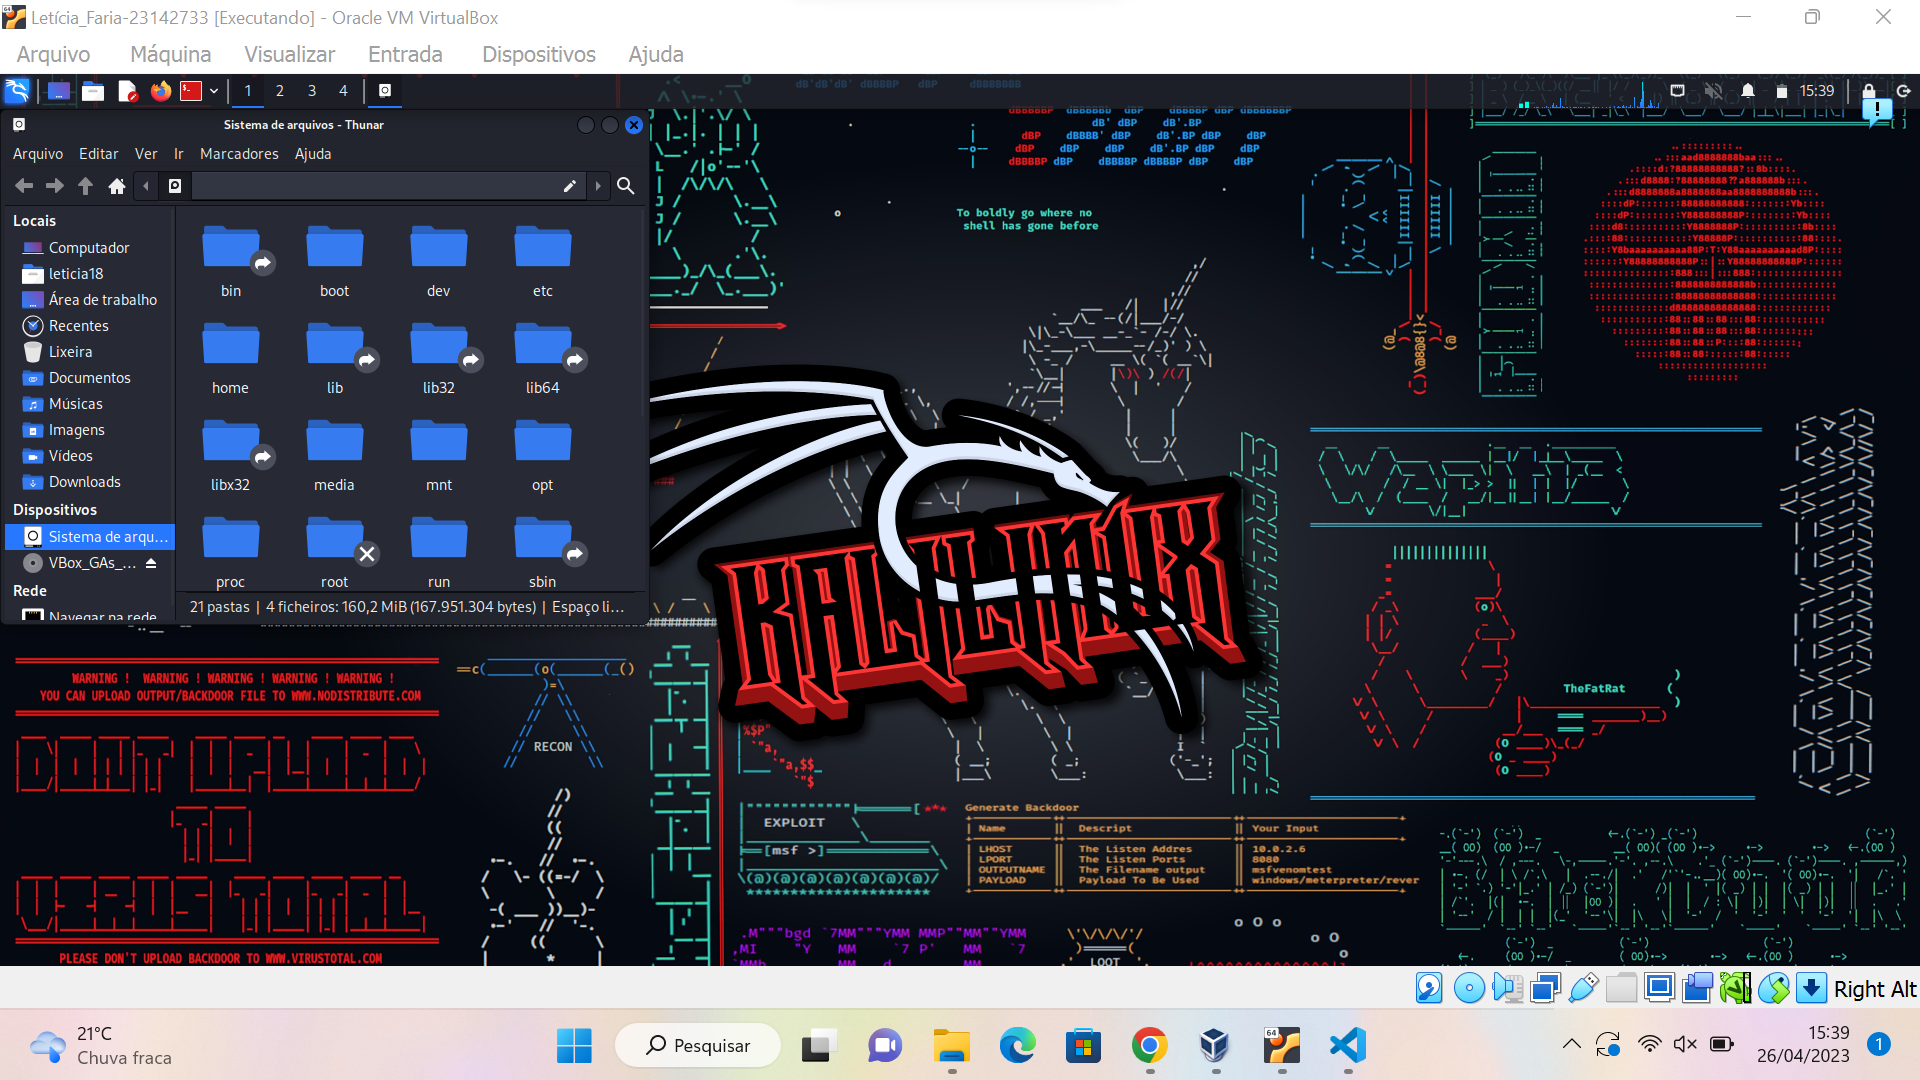 Letícia_Faria-23142733 [Executando] - Oracle VM VirtualBox
Arquivo Máquina Visualizar Entrada Dispositivos Ajuda
1 2 3 4
15:39
Sistema de arquivos - Thunar
Arquivo Editar Ver Ir Marcadores Ajuda
Locais
Computador
leticia18
Área de trabalho
Recentes
Lixeira
Documentos
Músicas
Imagens
Vídeos
Downloads
Dispositivos
Sistema de arqu...
VBox_GAs_...
Rede
Navegar na rede
bin boot dev etc
home lib lib32 lib64
libx32 media mnt opt
proc root run sbin
21 pastas | 4 ficheiros: 160,2 MiB (167.951.304 bytes) | Espaço li...
To boldly go where no
shell has gone before
KALI LINUX
WARNING ! WARNING ! WARNING ! WARNING ! WARNING !
YOU CAN UPLOAD OUTPUT/BACKDOOR FILE TO WWW.NODISTRIBUTE.COM
PLEASE DON'T UPLOAD BACKDOOR TO WWW.VIRUSTOTAL.COM
RECON
EXPLOIT
[msf >]
LOOT
Generate Backdoor
Name Descript Your Input
LHOST The Listen Addres 10.0.2.6
LPORT The Listen Ports 8080
OUTPUTNAME The Filename output msfvenomtest
PAYLOAD Payload To Be Used windows/meterpreter/rever
TheFatRat
Right Alt
21°C
Chuva fraca
Pesquisar
64
15:39
26/04/2023
1